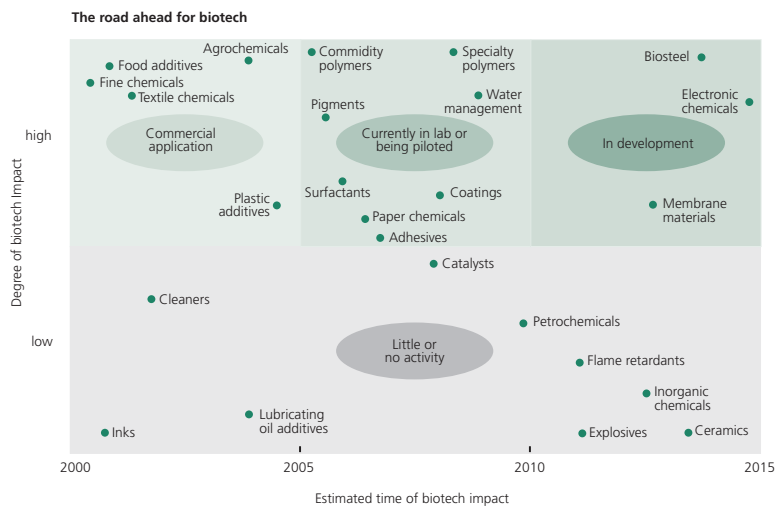 The road ahead for biotech
Agrochemicals
Food additives
Fine chemicals
Textile chemicals
Commidity
polymers
Specialty
polymers
Biosteel
Pigments
Water
management
Electronic
chemicals
high
Commercial
application
Currently in lab or
being piloted
In development
Plastic
additives
Surfactants
Coatings
Paper chemicals
Adhesives
Membrane
materials
Degree of biotech Impact
Catalysts
Cleaners
Petrochemicals
low
Little or
no activity
Flame retardants
Inorganic
chemicals
Inks
Lubricating
oil additives
Explosives
Ceramics
2000
2005
2010
2015
Estimated time of biotech impact